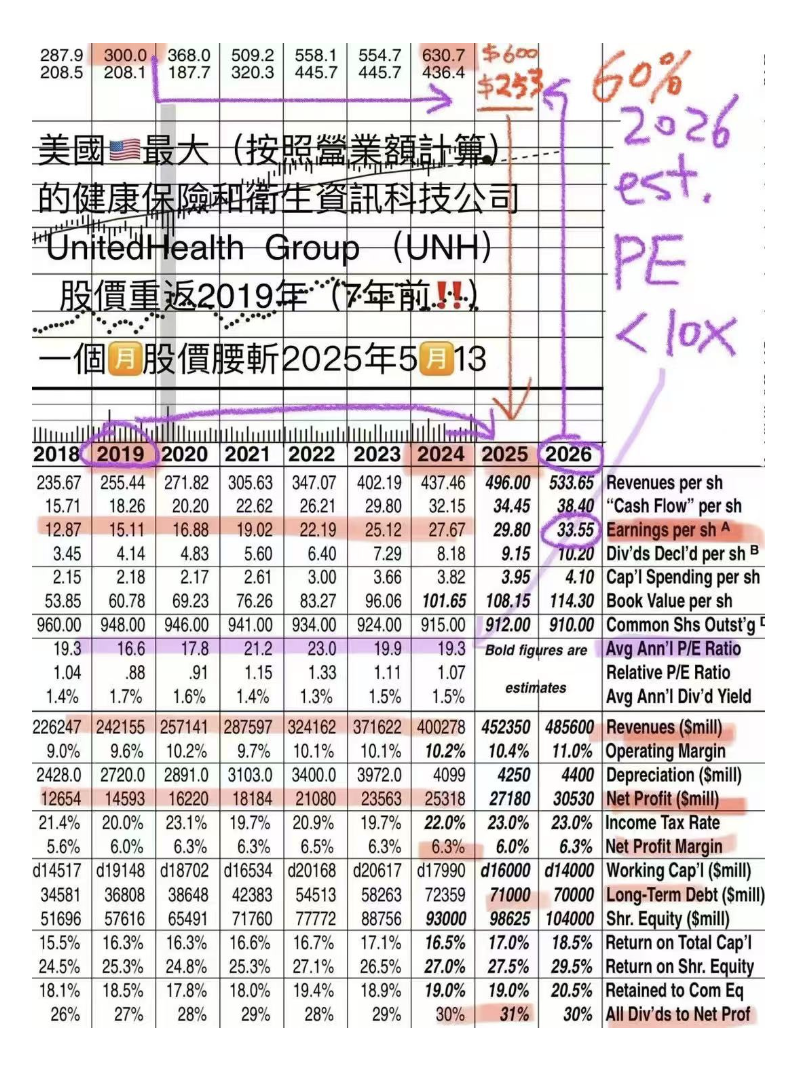 287.9 300.0 368.0 509.2 558.1 554.7 630.7 $600
208.5 208.1 187.7 320.3 445.7 445.7 436.4 $253
60%
2026
est.
PE
<10X
美國🇺🇸最大（按照營業額計算）
的健康保險和衛生資訊科技公司
UnitedHealth Group （UNH）
股價重返2019年（7年前‼️）
一個🈷️股價腰斬2025年5🈷️13
2018 2019 2020 2021 2022 2023 2024 2025 2026
235.67 255.44 271.82 305.63 347.07 402.19 437.46 496.00 533.65 Revenues per sh
15.71 18.26 20.20 22.62 26.21 29.80 32.15 34.45 38.40 “Cash Flow” per sh
12.87 15.11 16.88 19.02 22.19 25.12 27.67 29.80 33.55 Earnings per sh A
3.45 4.14 4.83 5.60 6.40 7.29 8.18 9.15 10.20 Div’ds Decl’d per sh B
2.15 2.18 2.17 2.61 3.00 3.66 3.82 3.95 4.10 Cap’l Spending per sh
53.85 60.78 69.23 76.26 83.27 96.06 101.65 108.15 114.30 Book Value per sh
960.00 948.00 946.00 941.00 934.00 924.00 915.00 912.00 910.00 Common Shs Outst’g
19.3 16.6 17.8 21.2 23.0 19.9 19.3 Bold figures are Avg Ann’l P/E Ratio
1.04 .88 .91 1.15 1.33 1.11 1.07 Relative P/E Ratio
estimates
1.4% 1.7% 1.6% 1.4% 1.3% 1.5% 1.5% Avg Ann’l Div’d Yield
226247 242155 257141 287597 324162 371622 400278 452350 485600 Revenues ($mill)
9.0% 9.6% 10.2% 9.7% 10.1% 10.1% 10.2% 10.4% 11.0% Operating Margin
2428.0 2720.0 2891.0 3103.0 3400.0 3972.0 4099 4250 4400 Depreciation ($mill)
12654 14593 16220 18184 21080 23563 25318 27180 30530 Net Profit ($mill)
21.4% 20.0% 23.1% 19.7% 20.9% 19.7% 22.0% 23.0% 23.0% Income Tax Rate
5.6% 6.0% 6.3% 6.3% 6.5% 6.3% 6.3% 6.0% 6.3% Net Profit Margin
d14517 d19148 d18702 d16534 d20168 d20617 d17990 d16000 d14000 Working Cap’l ($mill)
34581 36808 38648 42383 54513 58263 72359 71000 70000 Long-Term Debt ($mill)
51696 57616 65491 71760 77772 88756 93000 98625 104000 Shr. Equity ($mill)
15.5% 16.3% 16.3% 16.6% 16.7% 17.1% 16.5% 17.0% 18.5% Return on Total Cap’l
24.5% 25.3% 24.8% 25.3% 27.1% 26.5% 27.0% 27.5% 29.5% Return on Shr. Equity
18.1% 18.5% 17.8% 18.0% 19.4% 18.9% 19.0% 19.0% 20.5% Retained to Com Eq
26% 27% 28% 29% 28% 29% 30% 31% 30% All Div’ds to Net Prof